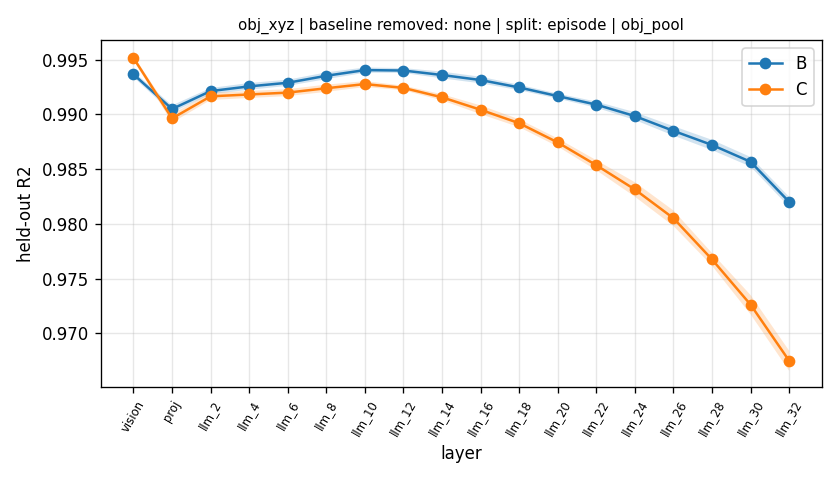 obj_xyz | baseline removed: none | split: episode | obj_pool
B
C
held-out R2
0.995
0.990
0.985
0.980
0.975
0.970
vision
proj
llm_2
llm_4
llm_6
llm_8
llm_10
llm_12
llm_14
llm_16
llm_18
llm_20
llm_22
llm_24
llm_26
llm_28
llm_30
llm_32
layer